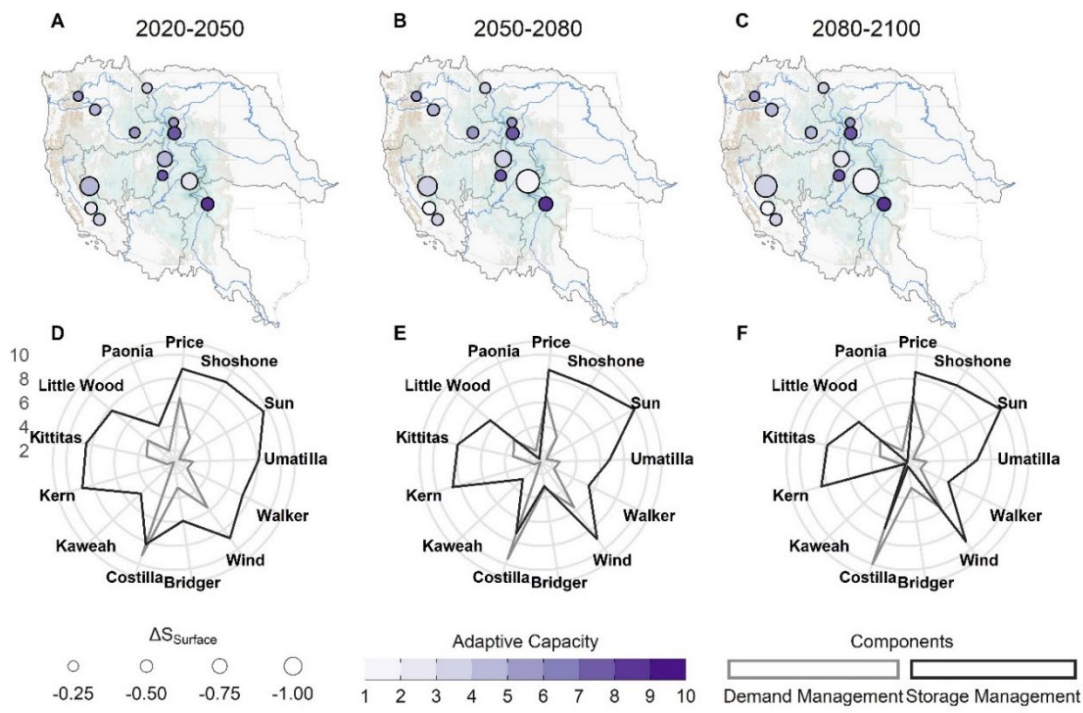 A
2020-2050
B
2050-2080
C
2080-2100
D
10
8
6
4
2
Price
Shoshone
Sun
Umatilla
Walker
Wind
Bridger
Costilla
Kaweah
Kern
Kittitas
Little Wood
Paonia
E
Price
Shoshone
Sun
Umatilla
Walker
Wind
Bridger
Costilla
Kaweah
Kern
Kittitas
Little Wood
Paonia
F
Price
Shoshone
Sun
Umatilla
Walker
Wind
Bridger
Costilla
Kaweah
Kern
Kittitas
Little Wood
Paonia
ΔS_Surface
-0.25 -0.50 -0.75 -1.00
Adaptive Capacity
1 2 3 4 5 6 7 8 9 10
Components
Demand Management Storage Management